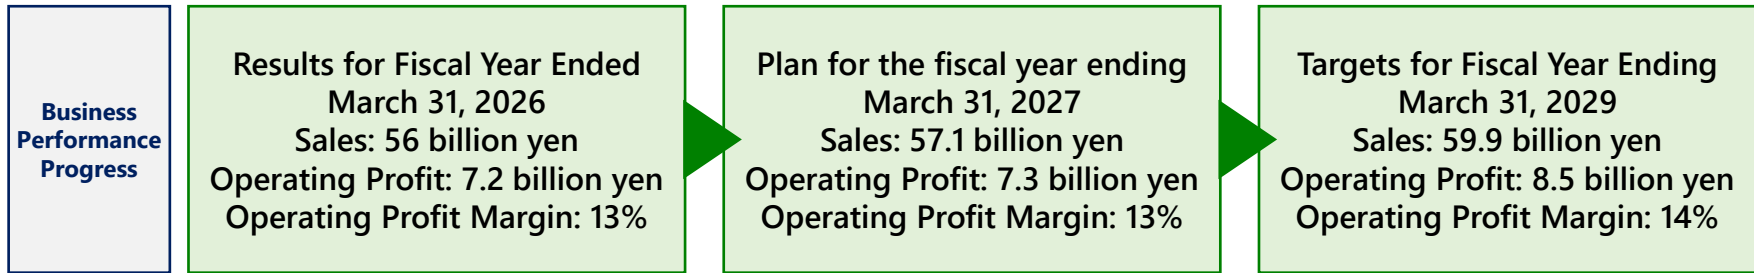 Business
Performance
Progress
Results for Fiscal Year Ended
March 31, 2026
Sales: 56 billion yen
Operating Profit: 7.2 billion yen
Operating Profit Margin: 13%
Plan for the fiscal year ending
March 31, 2027
Sales: 57.1 billion yen
Operating Profit: 7.3 billion yen
Operating Profit Margin: 13%
Targets for Fiscal Year Ending
March 31, 2029
Sales: 59.9 billion yen
Operating Profit: 8.5 billion yen
Operating Profit Margin: 14%